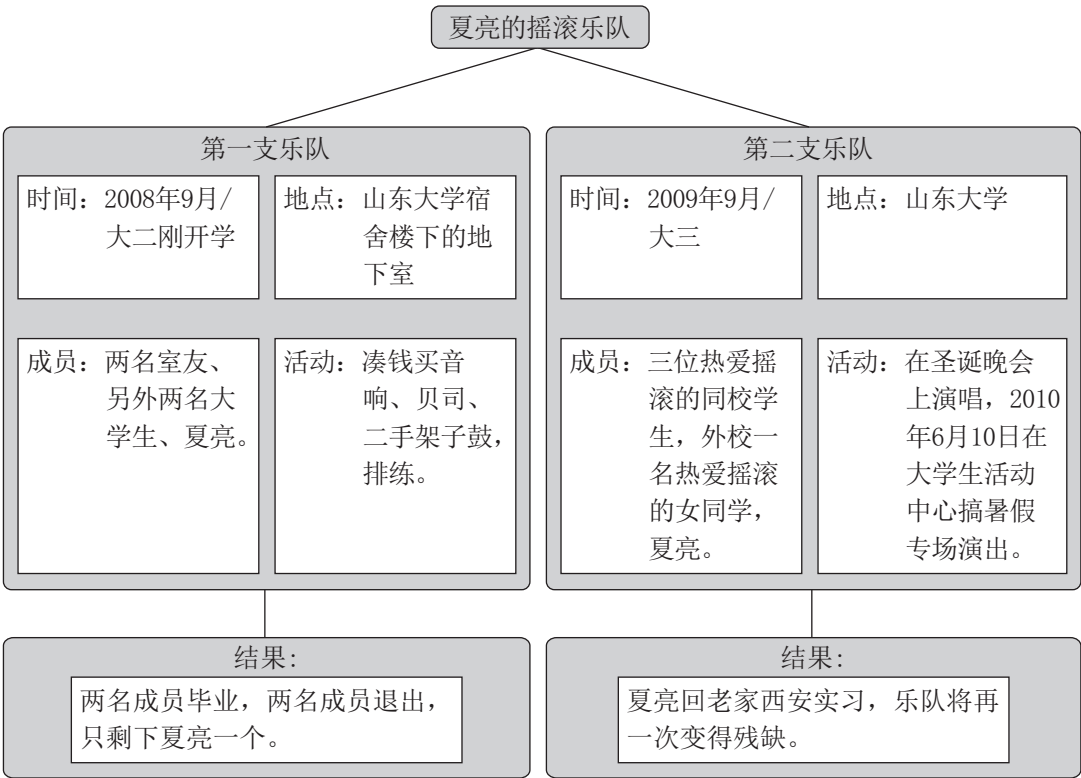 夏亮的摇滚乐队
第一支乐队
时间：2008年9月/
大二刚开学
地点：山东大学宿
舍楼下的地
下室
成员：两名室友、
另外两名大
学生、夏亮。
活动：凑钱买音
响、贝司、
二手架子鼓，
排练。
结果：
两名成员毕业，两名成员退出，
只剩下夏亮一个。
第二支乐队
时间：2009年9月/
大三
地点：山东大学
成员：三位热爱摇
滚的同校学
生，外校一
名热爱摇滚
的女同学，
夏亮。
活动：在圣诞晚会
上演唱，2010
年6月10日在
大学生活动
中心搞暑假
专场演出。
结果：
夏亮回老家西安实习，乐队将再
一次变得残缺。